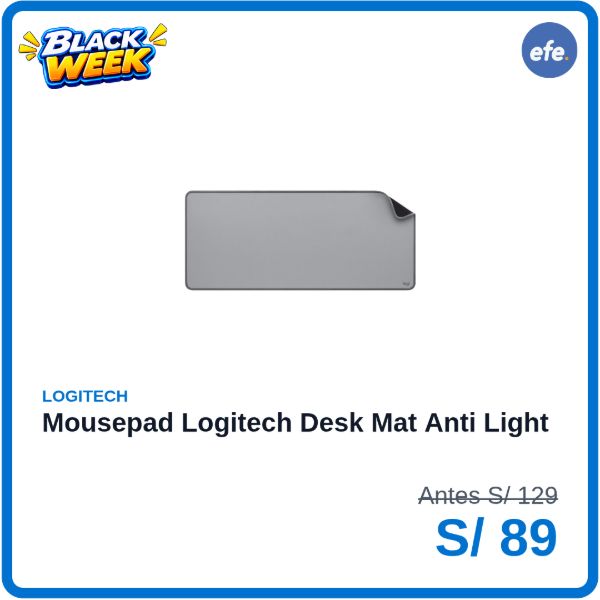 BLACK
WEEK
efe.
LOGITECH
Mousepad Logitech Desk Mat Anti Light
Antes S/ 129
S/ 89